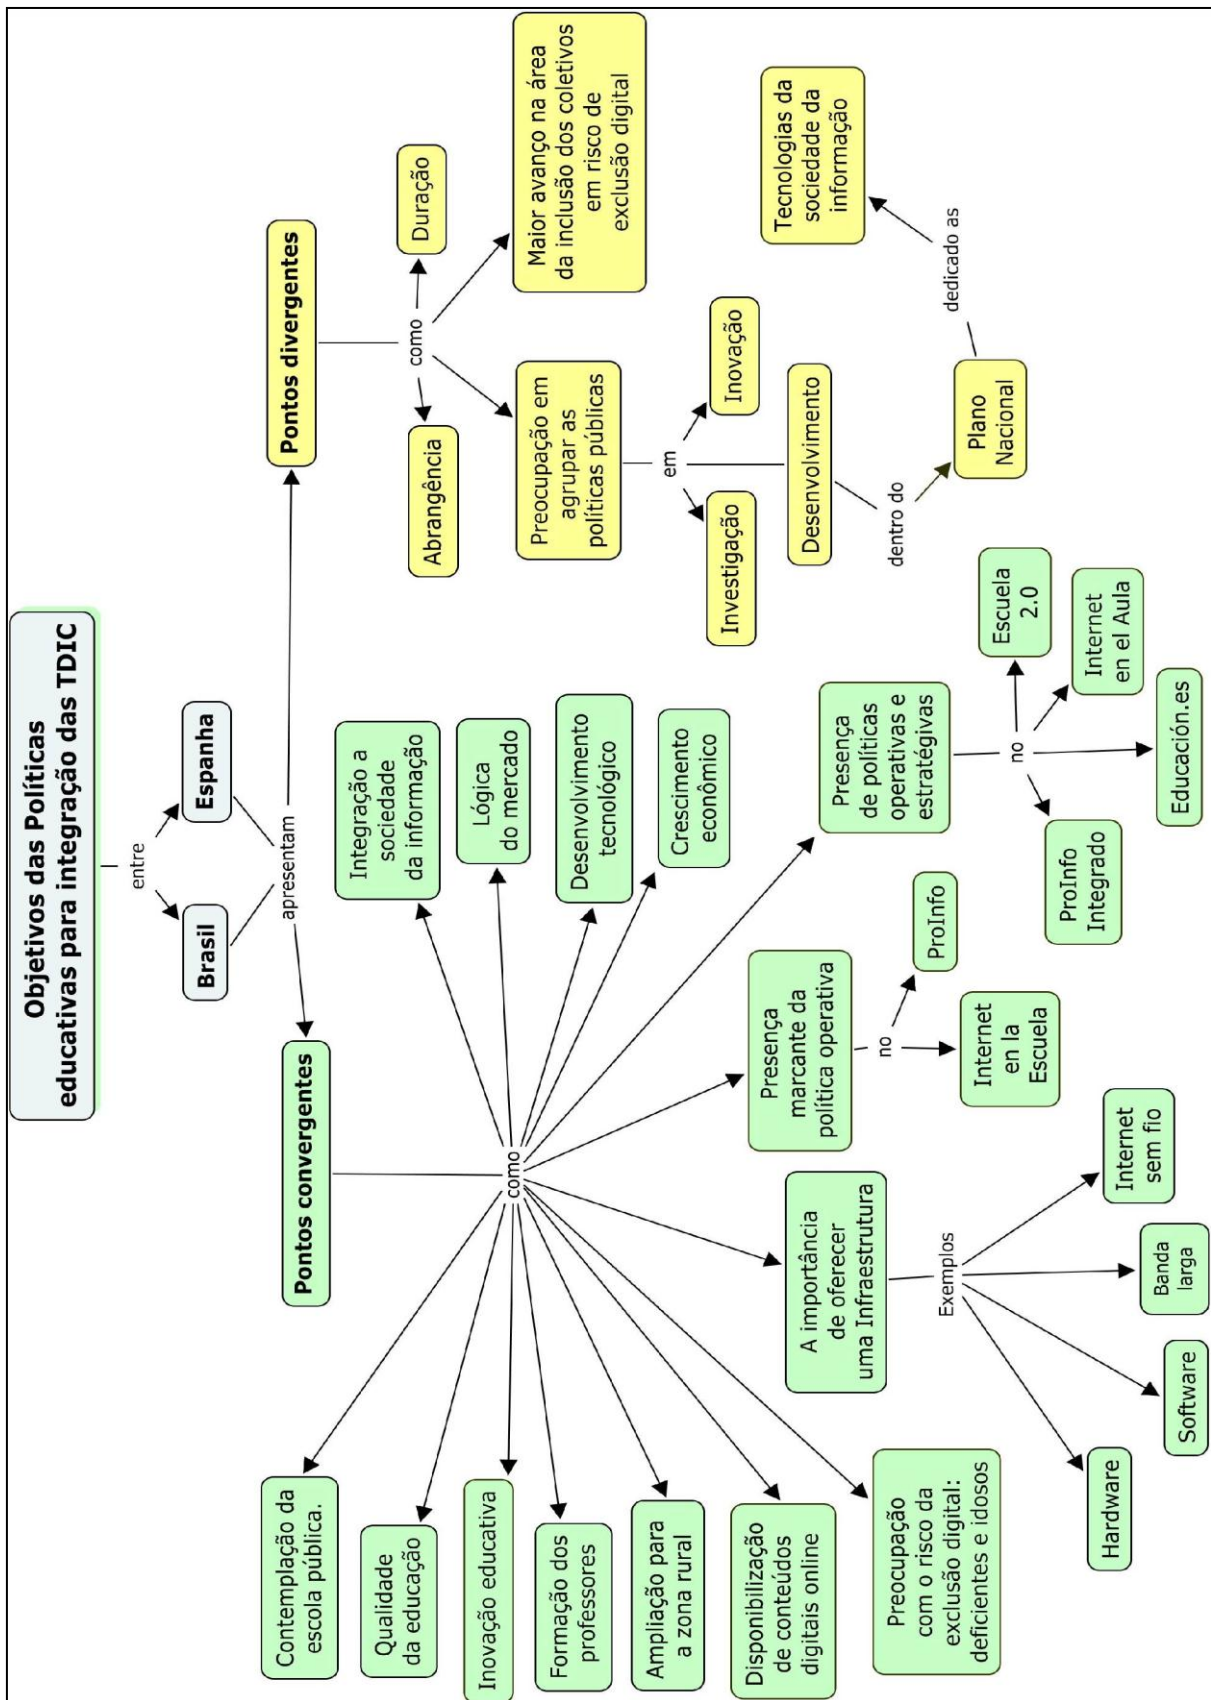 Objetivos das Políticas
educativas para integração das TDIC
entre
Brasil
Espanha
apresentam
Pontos convergentes
Pontos divergentes
como
Contemplação da
escola pública.
Qualidade
da educação
Inovação educativa
Formação dos
professores
Ampliação para
a zona rural
Disponibilização
de conteúdos
digitais online
Preocupação
com o risco da
exclusão digital:
deficientes e idosos
A importância
de oferecer
uma Infraestrutura
Exemplos
Hardware
Software
Banda
larga
Internet
sem fio
Presença
marcante da
política operativa
no
Internet
en la
Escuela
ProInfo
Presença
de políticas
operativas e
estratégivas
no
ProInfo
Integrado
Educación.es
Internet
en el Aula
Escuela
2.0
Integração a
sociedade
da informação
Lógica
do mercado
Desenvolvimento
tecnológico
Crescimento
econômico
como
Abrangência
Duração
Preocupação em
agrupar as
políticas públicas
Maior avanço na área
da inclusão dos coletivos
em risco de
exclusão digital
em
Investigação
Inovação
Desenvolvimento
dentro do
Plano
Nacional
dedicado as
Tecnologias da
sociedade da
informação